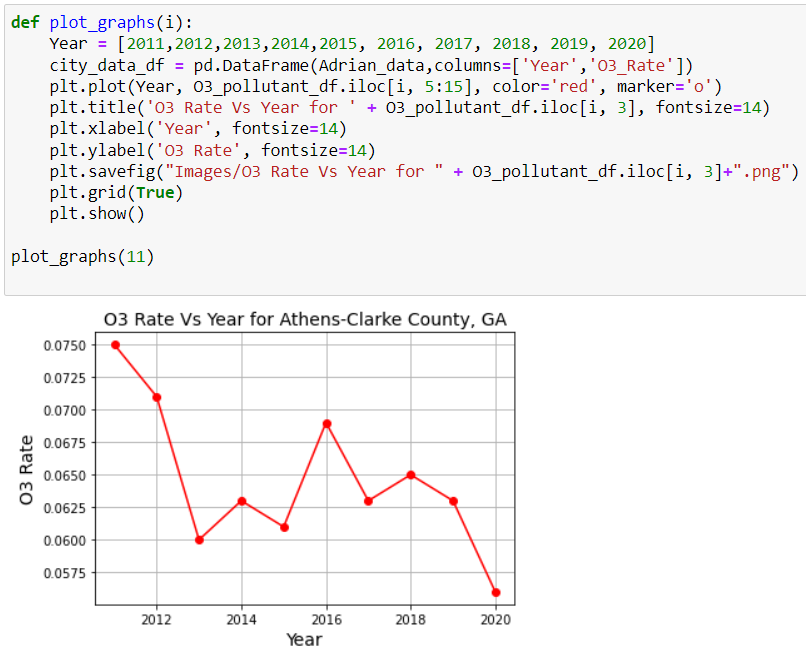 def plot_graphs(i):
    Year = [2011,2012,2013,2014,2015, 2016, 2017, 2018, 2019, 2020]
    city_data_df = pd.DataFrame(Adrian_data,columns=['Year','O3_Rate'])
    plt.plot(Year, O3_pollutant_df.iloc[i, 5:15], color='red', marker='o')
    plt.title('O3 Rate Vs Year for ' + O3_pollutant_df.iloc[i, 3], fontsize=14)
    plt.xlabel('Year', fontsize=14)
    plt.ylabel('O3 Rate', fontsize=14)
    plt.savefig("Images/O3 Rate Vs Year for " + O3_pollutant_df.iloc[i, 3]+".png")
    plt.grid(True)
    plt.show()

plot_graphs(11)
O3 Rate Vs Year for Athens-Clarke County, GA
0.0750
0.0725
0.0700
0.0675
0.0650
0.0625
0.0600
0.0575
O3 Rate
2012 2014 2016 2018 2020
Year